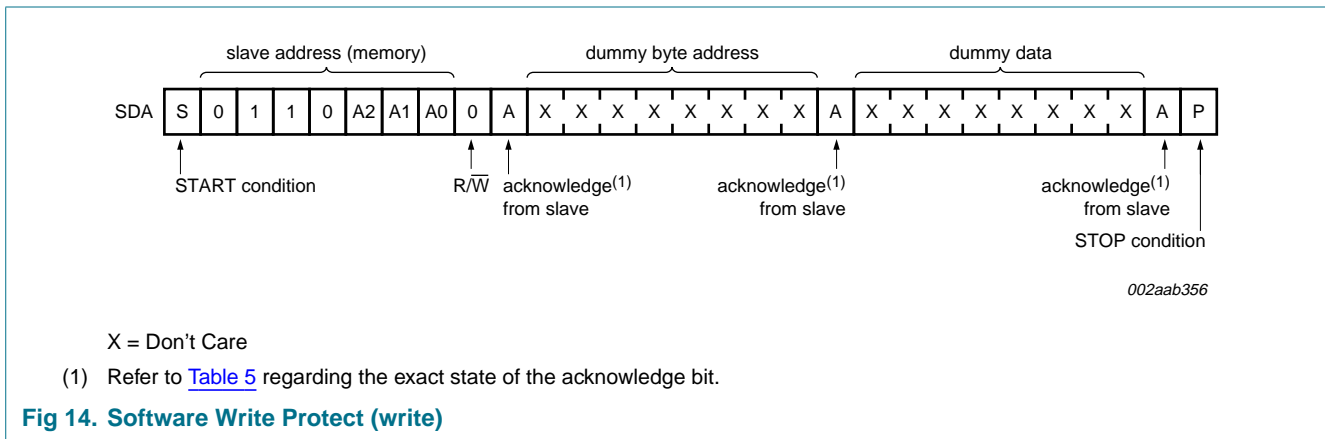 slave address (memory) dummy byte address dummy data
SDA S 0 1 1 0 A2 A1 A0 0 A X X X X X X X X A X X X X X X X X A P
START condition R/W̅ acknowledge(1) acknowledge(1) acknowledge(1)
from slave from slave from slave
STOP condition
002aab356
X = Don't Care
(1) Refer to Table 5 regarding the exact state of the acknowledge bit.
Fig 14. Software Write Protect (write)